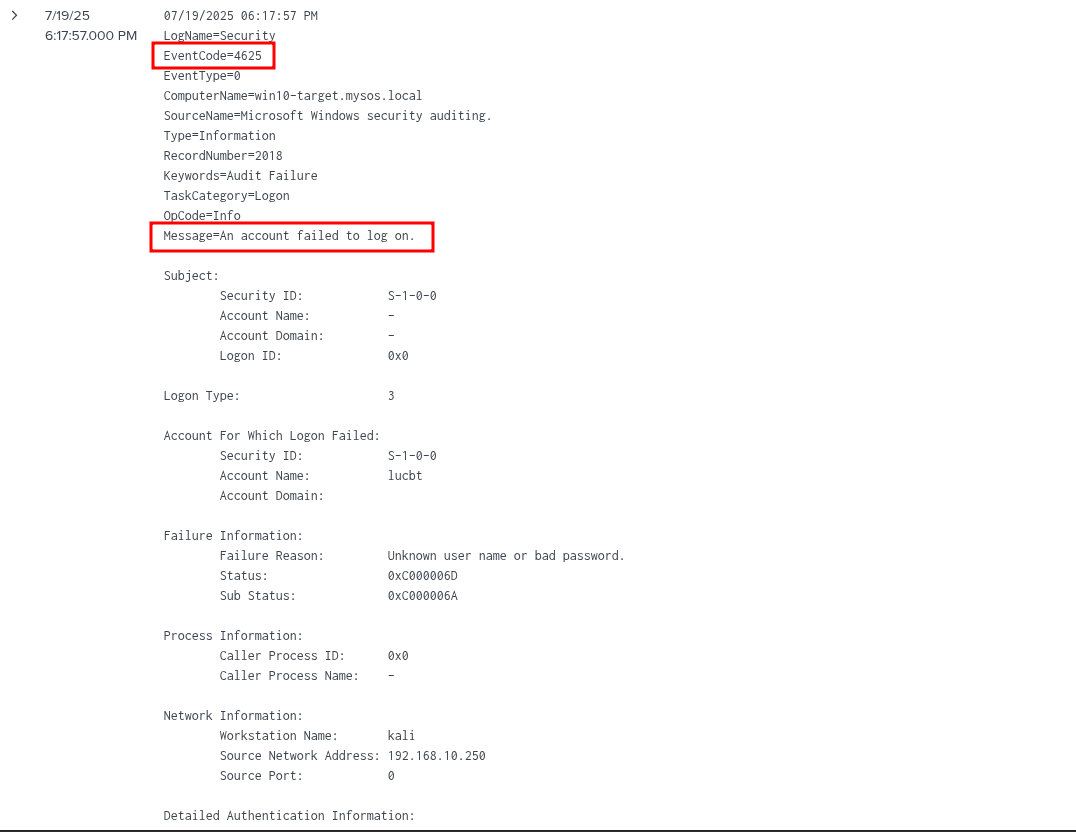 7/19/25
6:17:57.000 PM
07/19/2025 06:17:57 PM
LogName=Security
EventCode=4625
EventType=0
ComputerName=win10-target.mysos.local
SourceName=Microsoft Windows security auditing.
Type=Information
RecordNumber=2018
Keywords=Audit Failure
TaskCategory=Logon
OpCode=Info
Message=An account failed to log on.
Subject:
Security ID: S-1-0-0
Account Name: -
Account Domain: -
Logon ID: 0x0
Logon Type: 3
Account For Which Logon Failed:
Security ID: S-1-0-0
Account Name: lucbt
Account Domain:
Failure Information:
Failure Reason: Unknown user name or bad password.
Status: 0xC000006D
Sub Status: 0xC000006A
Process Information:
Caller Process ID: 0x0
Caller Process Name: -
Network Information:
Workstation Name: kali
Source Network Address: 192.168.10.250
Source Port: 0
Detailed Authentication Information: